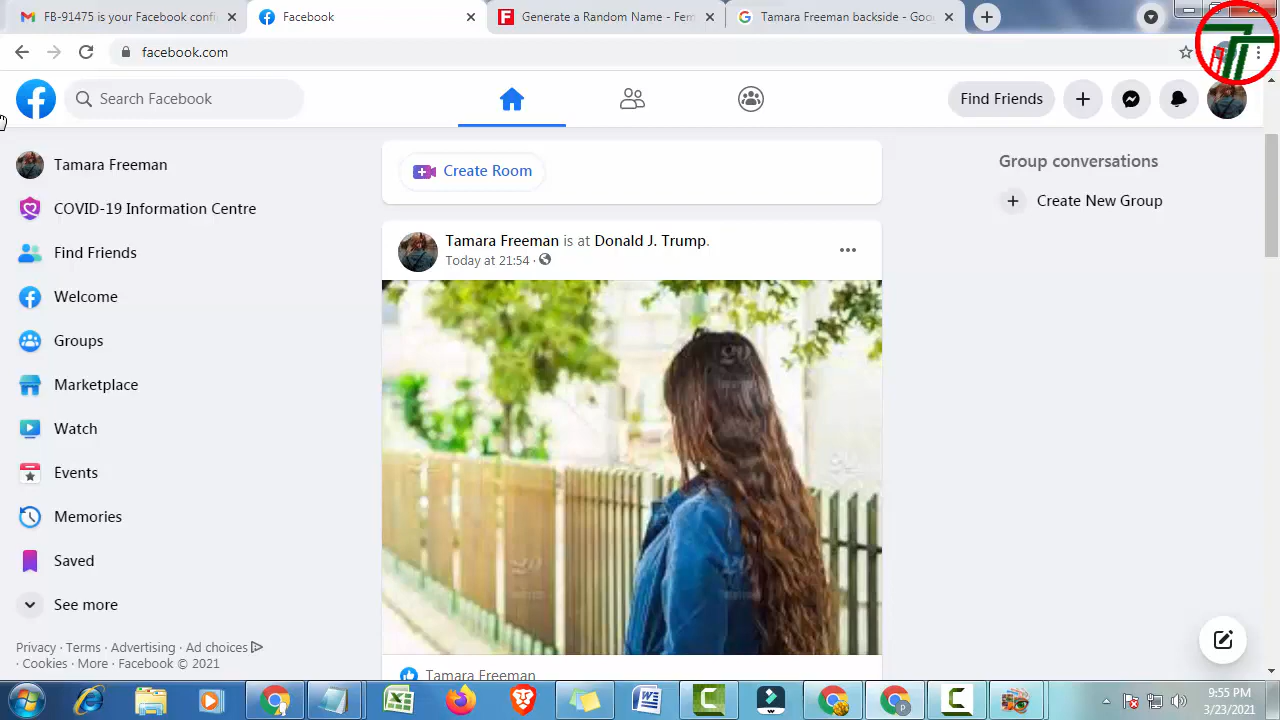 FB-91475 is your Facebook confi
Facebook
Generate a Random Name - Fem
Tamara Freeman backside - Go
facebook.com
Search Facebook
Find Friends
Tamara Freeman
COVID-19 Information Centre
Find Friends
Welcome
Groups
Marketplace
Watch
Events
Memories
Saved
See more
Privacy · Terms · Advertising · Ad choices
· Cookies · More · Facebook © 2021
Create Room
Tamara Freeman is at Donald J. Trump.
Today at 21:54 ·
Tamara Freeman
Group conversations
Create New Group
9:55 PM
3/23/2021